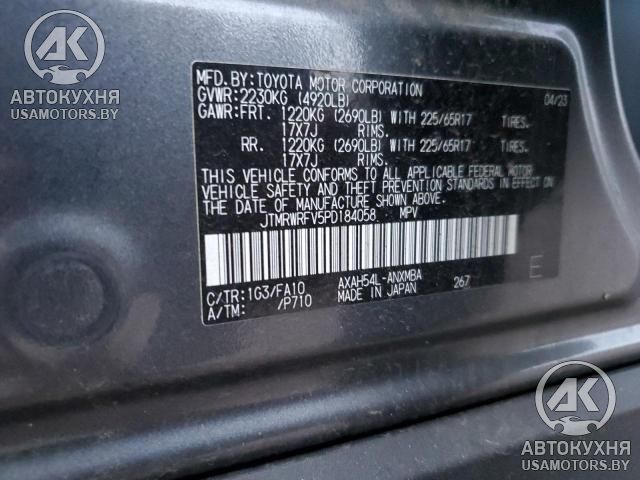 AK
АВТОКУХНЯ
USAMOTORS.BY
MFD. BY: TOYOTA MOTOR CORPORATION 04/23
GVWR: 2230KG (4920LB)
GAWR: FRT. 1220KG (2690LB) WITH 225/65R17 TIRES,
17X7J RIMS.
RR. 1220KG (2690LB) WITH 225/65R17 TIRES,
17X7J RIMS.
THIS VEHICLE CONFORMS TO ALL APPLICABLE FEDERAL MOTOR
VEHICLE SAFETY AND THEFT PREVENTION STANDARDS IN EFFECT ON
THE DATE OF MANUFACTURE SHOWN ABOVE.
JTMRWRFV5PD184058 MPV
C/TR: 1G3/FA10 AXAH54L-ANXMBA 267 E
A/TM: /P710 MADE IN JAPAN
AK
АВТОКУХНЯ
USAMOTORS.BY